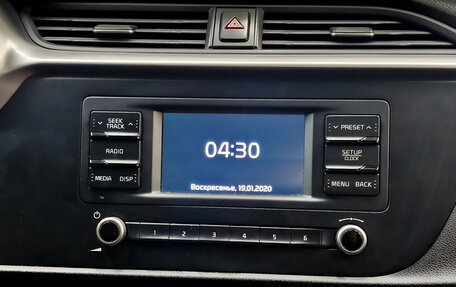 SEEK
TRACK
RADIO
MEDIA DISP
04:30
Воскресенье, 19.01.2020
PRESET
SETUP
CLOCK
MENU BACK
1 2 3 4 5 6